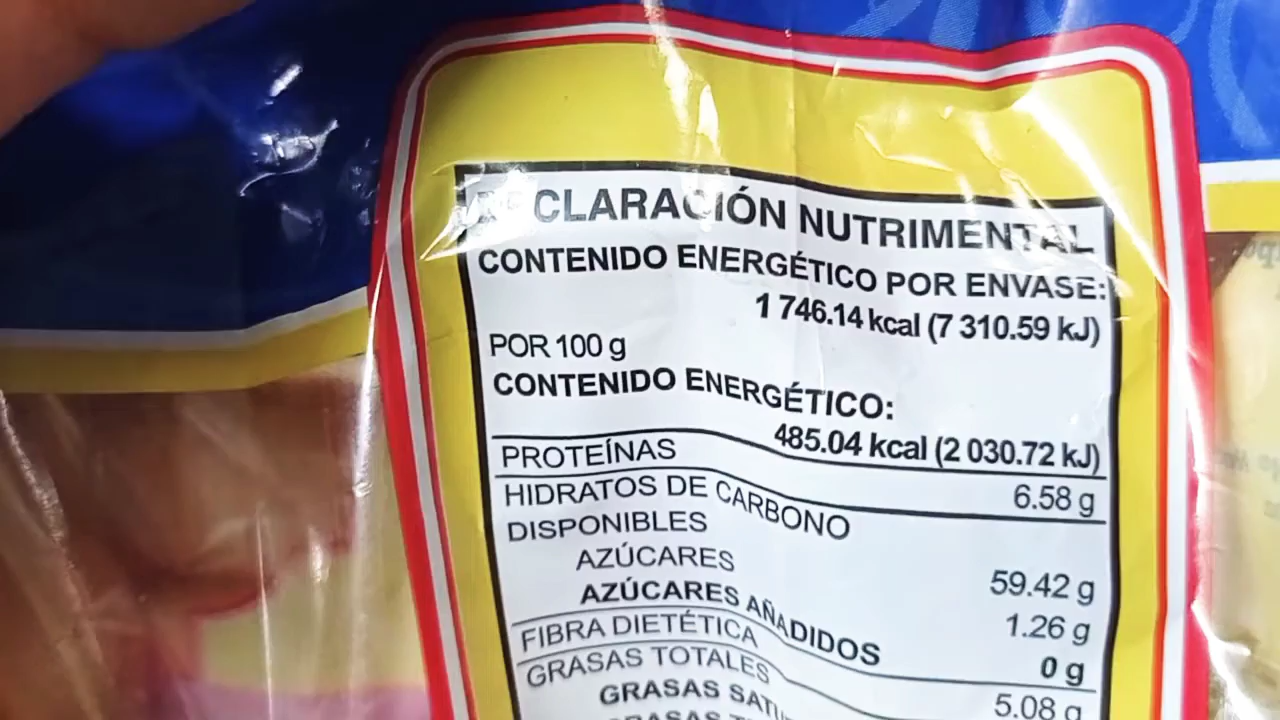 DECLARACIÓN NUTRIMENTAL
CONTENIDO ENERGÉTICO POR ENVASE:
1 746.14 kcal (7 310.59 kJ)
POR 100 g
CONTENIDO ENERGÉTICO:
485.04 kcal (2 030.72 kJ)
PROTEÍNAS 6.58 g
HIDRATOS DE CARBONO
DISPONIBLES 59.42 g
AZÚCARES 1.26 g
AZÚCARES AÑADIDOS 0 g
FIBRA DIETÉTICA 5.08 g
GRASAS TOTALES
GRASAS